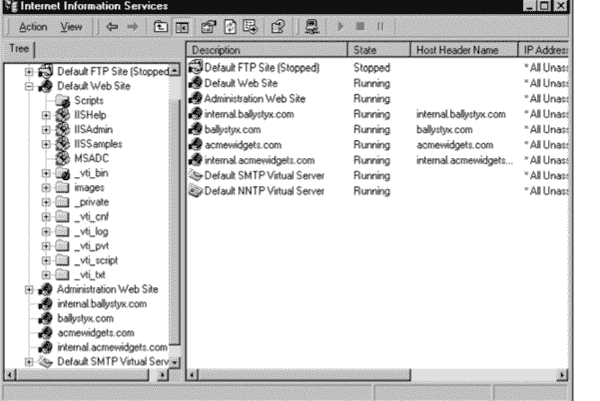 Internet Information Services
Action View
Tree
Default FTP Site (Stopped
Default Web Site
Scripts
IISHelp
IISAdmin
IISSamples
MSADC
_vti_bin
images
_private
_vti_cnf
_vti_log
_vti_pvt
_vti_script
_vti_txt
Administration Web Site
internal.ballystyx.com
ballystyx.com
acmewidgets.com
internal.acmewidgets.com
Default SMTP Virtual Serv
Description State Host Header Name IP Addres
Default FTP Site (Stopped) Stopped * All Unass
Default Web Site Running * All Unass
Administration Web Site Running * All Unass
internal.ballystyx.com Running internal.ballystyx.com * All Unass
ballystyx.com Running ballystyx.com * All Unass
acmewidgets.com Running acmewidgets.com * All Unass
internal.acmewidgets.com Running internal.acmewidgets... * All Unass
Default SMTP Virtual Server Running * All Unass
Default NNTP Virtual Server Running * All Unass